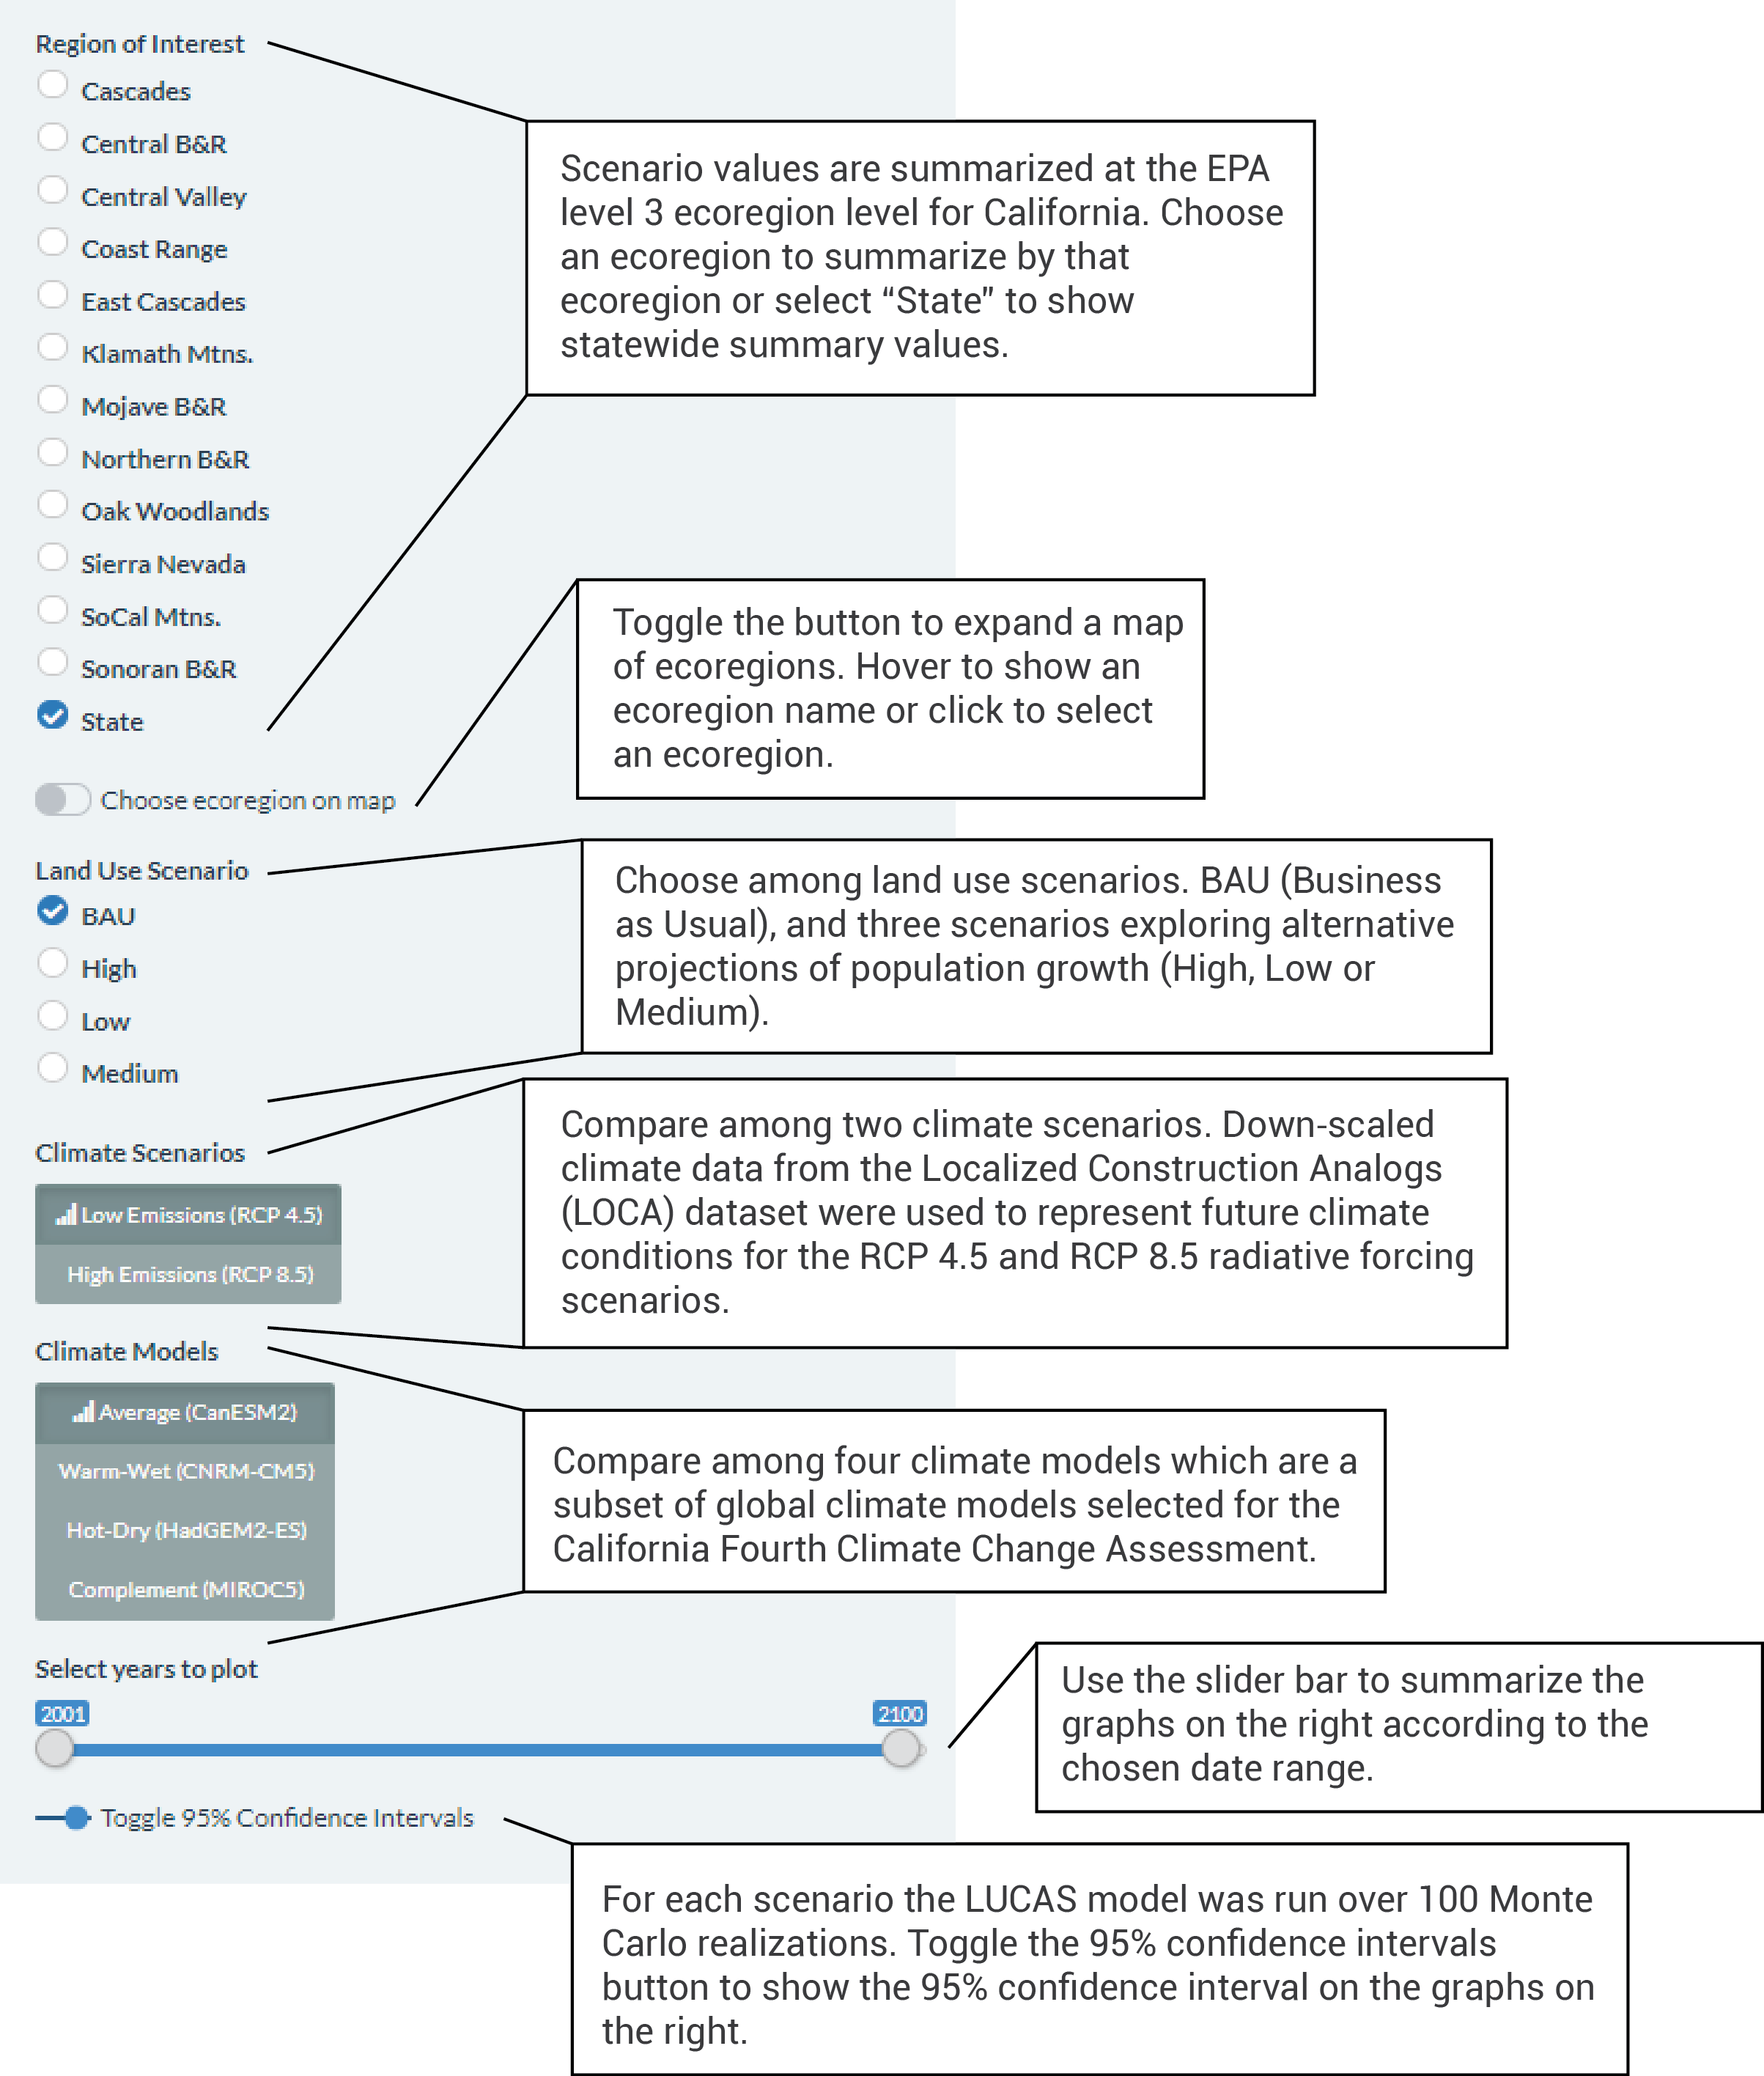 Region of Interest
Cascades
Central B&R
Central Valley
Coast Range
East Cascades
Klamath Mtns.
Mojave B&R
Northern B&R
Oak Woodlands
Sierra Nevada
SoCal Mtns.
Sonoran B&R
State
Scenario values are summarized at the EPA
level 3 ecoregion level for California. Choose
an ecoregion to summarize by that
ecoregion or select “State” to show
statewide summary values.
Choose ecoregion on map
Toggle the button to expand a map
of ecoregions. Hover to show an
ecoregion name or click to select
an ecoregion.
Land Use Scenario
BAU
High
Low
Medium
Choose among land use scenarios. BAU (Business
as Usual), and three scenarios exploring alternative
projections of population growth (High, Low or
Medium).
Climate Scenarios
Low Emissions (RCP 4.5)
High Emissions (RCP 8.5)
Compare among two climate scenarios. Down-scaled
climate data from the Localized Construction Analogs
(LOCA) dataset were used to represent future climate
conditions for the RCP 4.5 and RCP 8.5 radiative forcing
scenarios.
Climate Models
Average (CanESM2)
Warm-Wet (CNRM-CM5)
Hot-Dry (HadGEM2-ES)
Complement (MIROC5)
Compare among four climate models which are a
subset of global climate models selected for the
California Fourth Climate Change Assessment.
Select years to plot
2001
2100
Use the slider bar to summarize the
graphs on the right according to the
chosen date range.
Toggle 95% Confidence Intervals
For each scenario the LUCAS model was run over 100 Monte
Carlo realizations. Toggle the 95% confidence intervals
button to show the 95% confidence interval on the graphs on
the right.